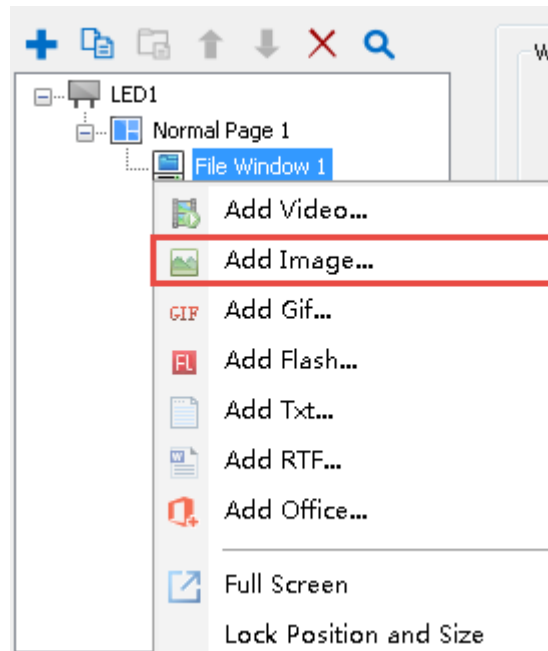 W
LED1
Normal Page 1
File Window 1
Add Video...
Add Image...
GIF Add Gif...
FL Add Flash...
Add Txt...
W Add RTF...
Add Office...
Full Screen
Lock Position and Size